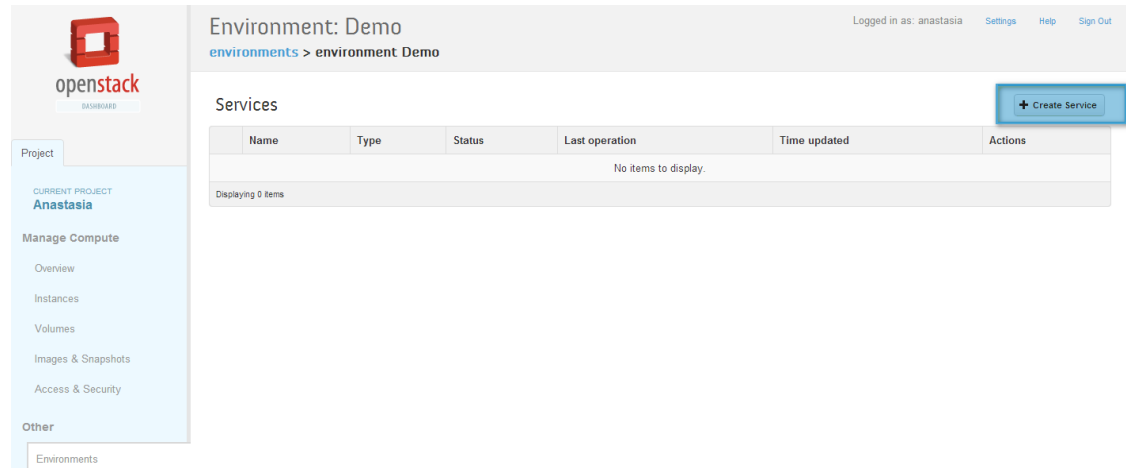 openstack
DASHBOARD
Project
CURRENT PROJECT
Anastasia
Manage Compute
Overview
Instances
Volumes
Images & Snapshots
Access & Security
Other
Environments
Environment: Demo
environments > environment Demo
Logged in as: anastasia Settings Help Sign Out
Services
+ Create Service
Name Type Status Last operation Time updated Actions
No items to display.
Displaying 0 items